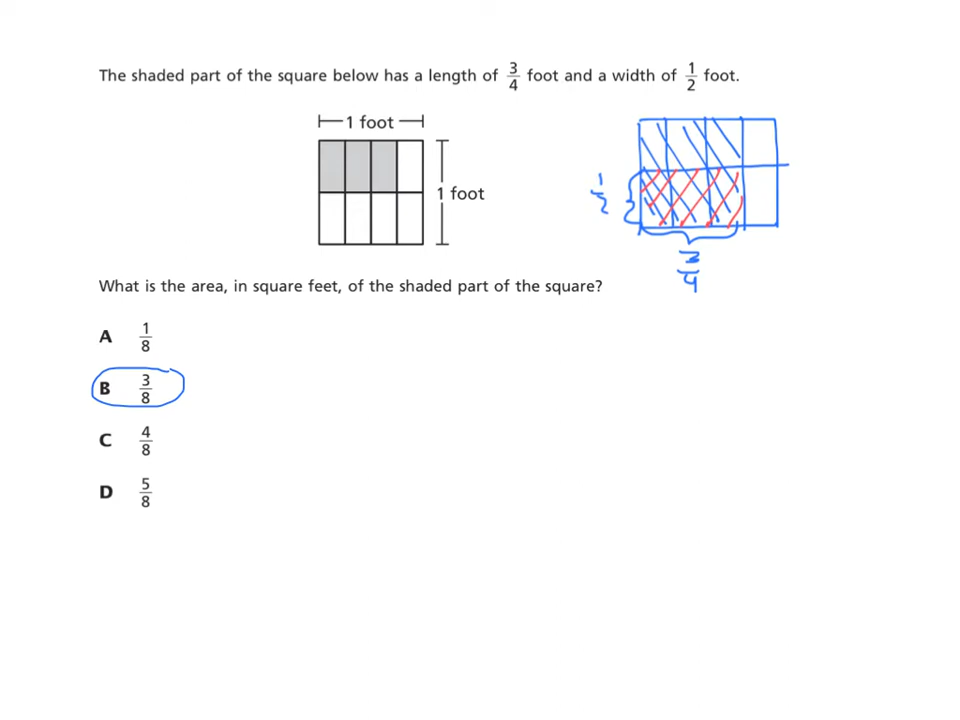 The shaded part of the square below has a length of 3/4 foot and a width of 1/2 foot.
1 foot
1 foot
1/2
3/4
What is the area, in square feet, of the shaded part of the square?
A 1/8
B 3/8
C 4/8
D 5/8